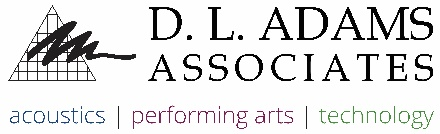 D. L. ADAMS
ASSOCIATES
acoustics | performing arts | technology